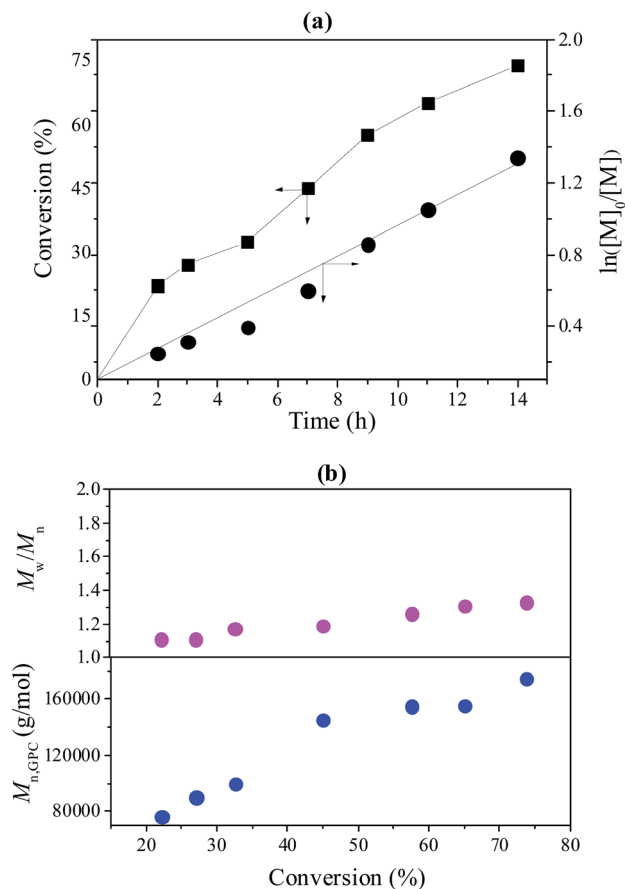 (a)
75
60
45
30
15
0
Conversion (%)
2.0
1.6
1.2
0.8
0.4
ln([M]₀/[M])
0 2 4 6 8 10 12 14
Time (h)
(b)
2.0
1.8
1.6
1.4
1.2
1.0
Mw/Mn
160000
120000
80000
Mn,GPC (g/mol)
20 30 40 50 60 70 80
Conversion (%)